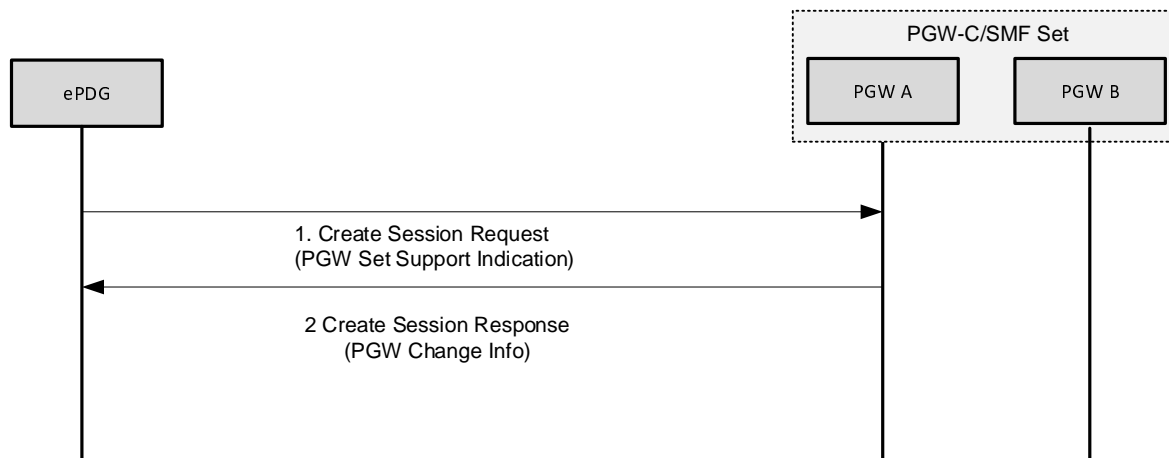 PGW-C/SMF Set
ePDG
PGW A
PGW B
1. Create Session Request
(PGW Set Support Indication)
2 Create Session Response
(PGW Change Info)